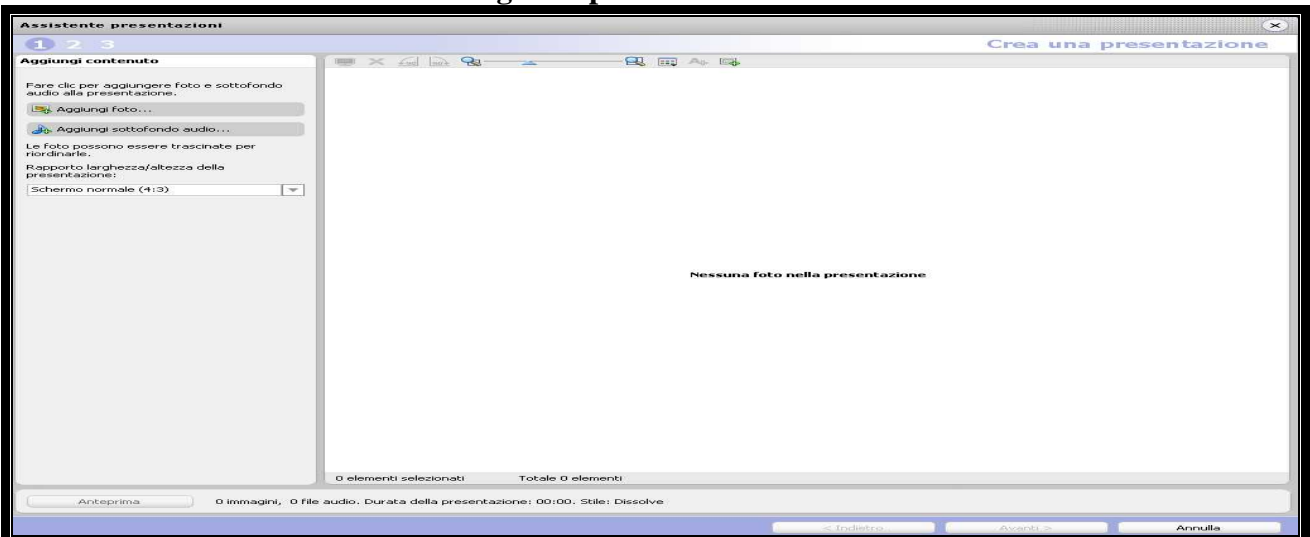 Assistente presentazioni
1 2 3
Crea una presentazione
Aggiungi contenuto
Fare clic per aggiungere foto e sottofondo
audio alla presentazione.
Aggiungi foto...
Aggiungi sottofondo audio...
Le foto possono essere trascinate per
riordinarle.
Rapporto larghezza/altezza della
presentazione:
Schermo normale (4:3)
Nessuna foto nella presentazione
0 elementi selezionati Totale 0 elementi
Anteprima 0 immagini, 0 file audio. Durata della presentazione: 00:00. Stile: Dissolve
< Indietro Avanti > Annulla